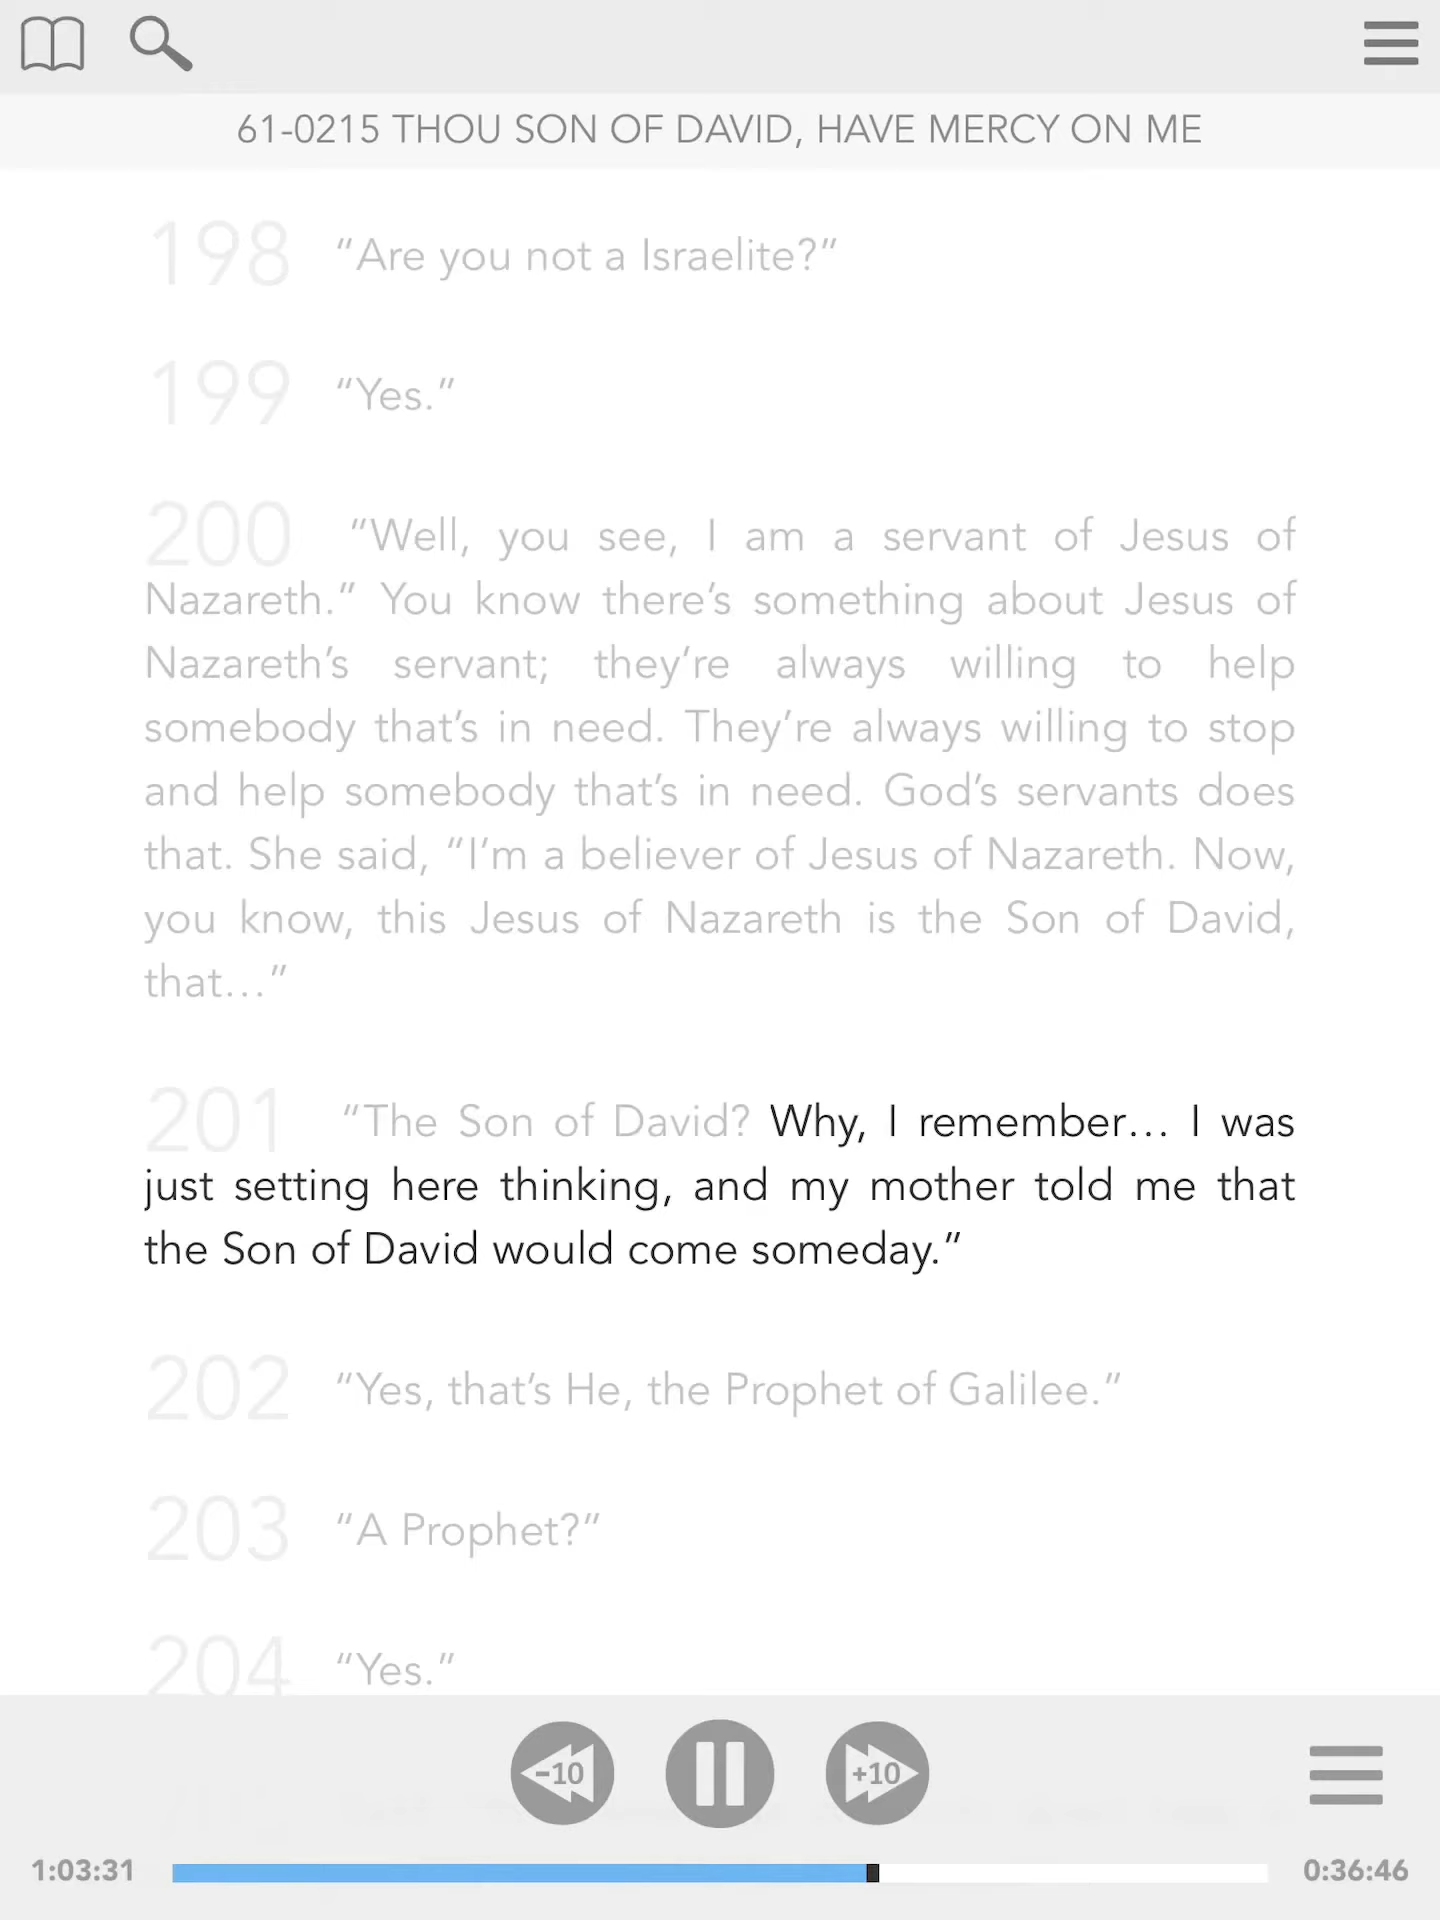 61-0215 THOU SON OF DAVID, HAVE MERCY ON ME
198 “Are you not a Israelite?”
199 “Yes.”
200 “Well, you see, I am a servant of Jesus of
Nazareth.” You know there’s something about Jesus of
Nazareth’s servant; they’re always willing to help
somebody that’s in need. They’re always willing to stop
and help somebody that’s in need. God’s servants does
that. She said, “I’m a believer of Jesus of Nazareth. Now,
you know, this Jesus of Nazareth is the Son of David,
that…”
201 “The Son of David? Why, I remember… I was
just setting here thinking, and my mother told me that
the Son of David would come someday.”
202 “Yes, that’s He, the Prophet of Galilee.”
203 “A Prophet?”
204 “Yes.”
-10 +10
1:03:31 0:36:46